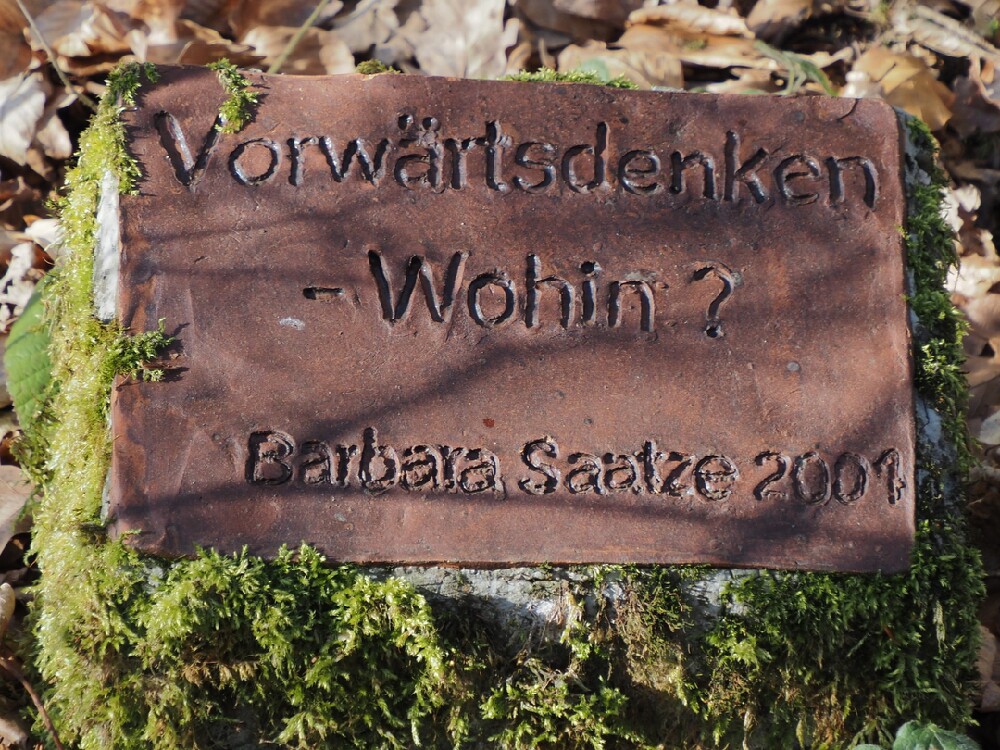 Vorwärtsdenken
- Wohin ?
Barbara Saatze 2001